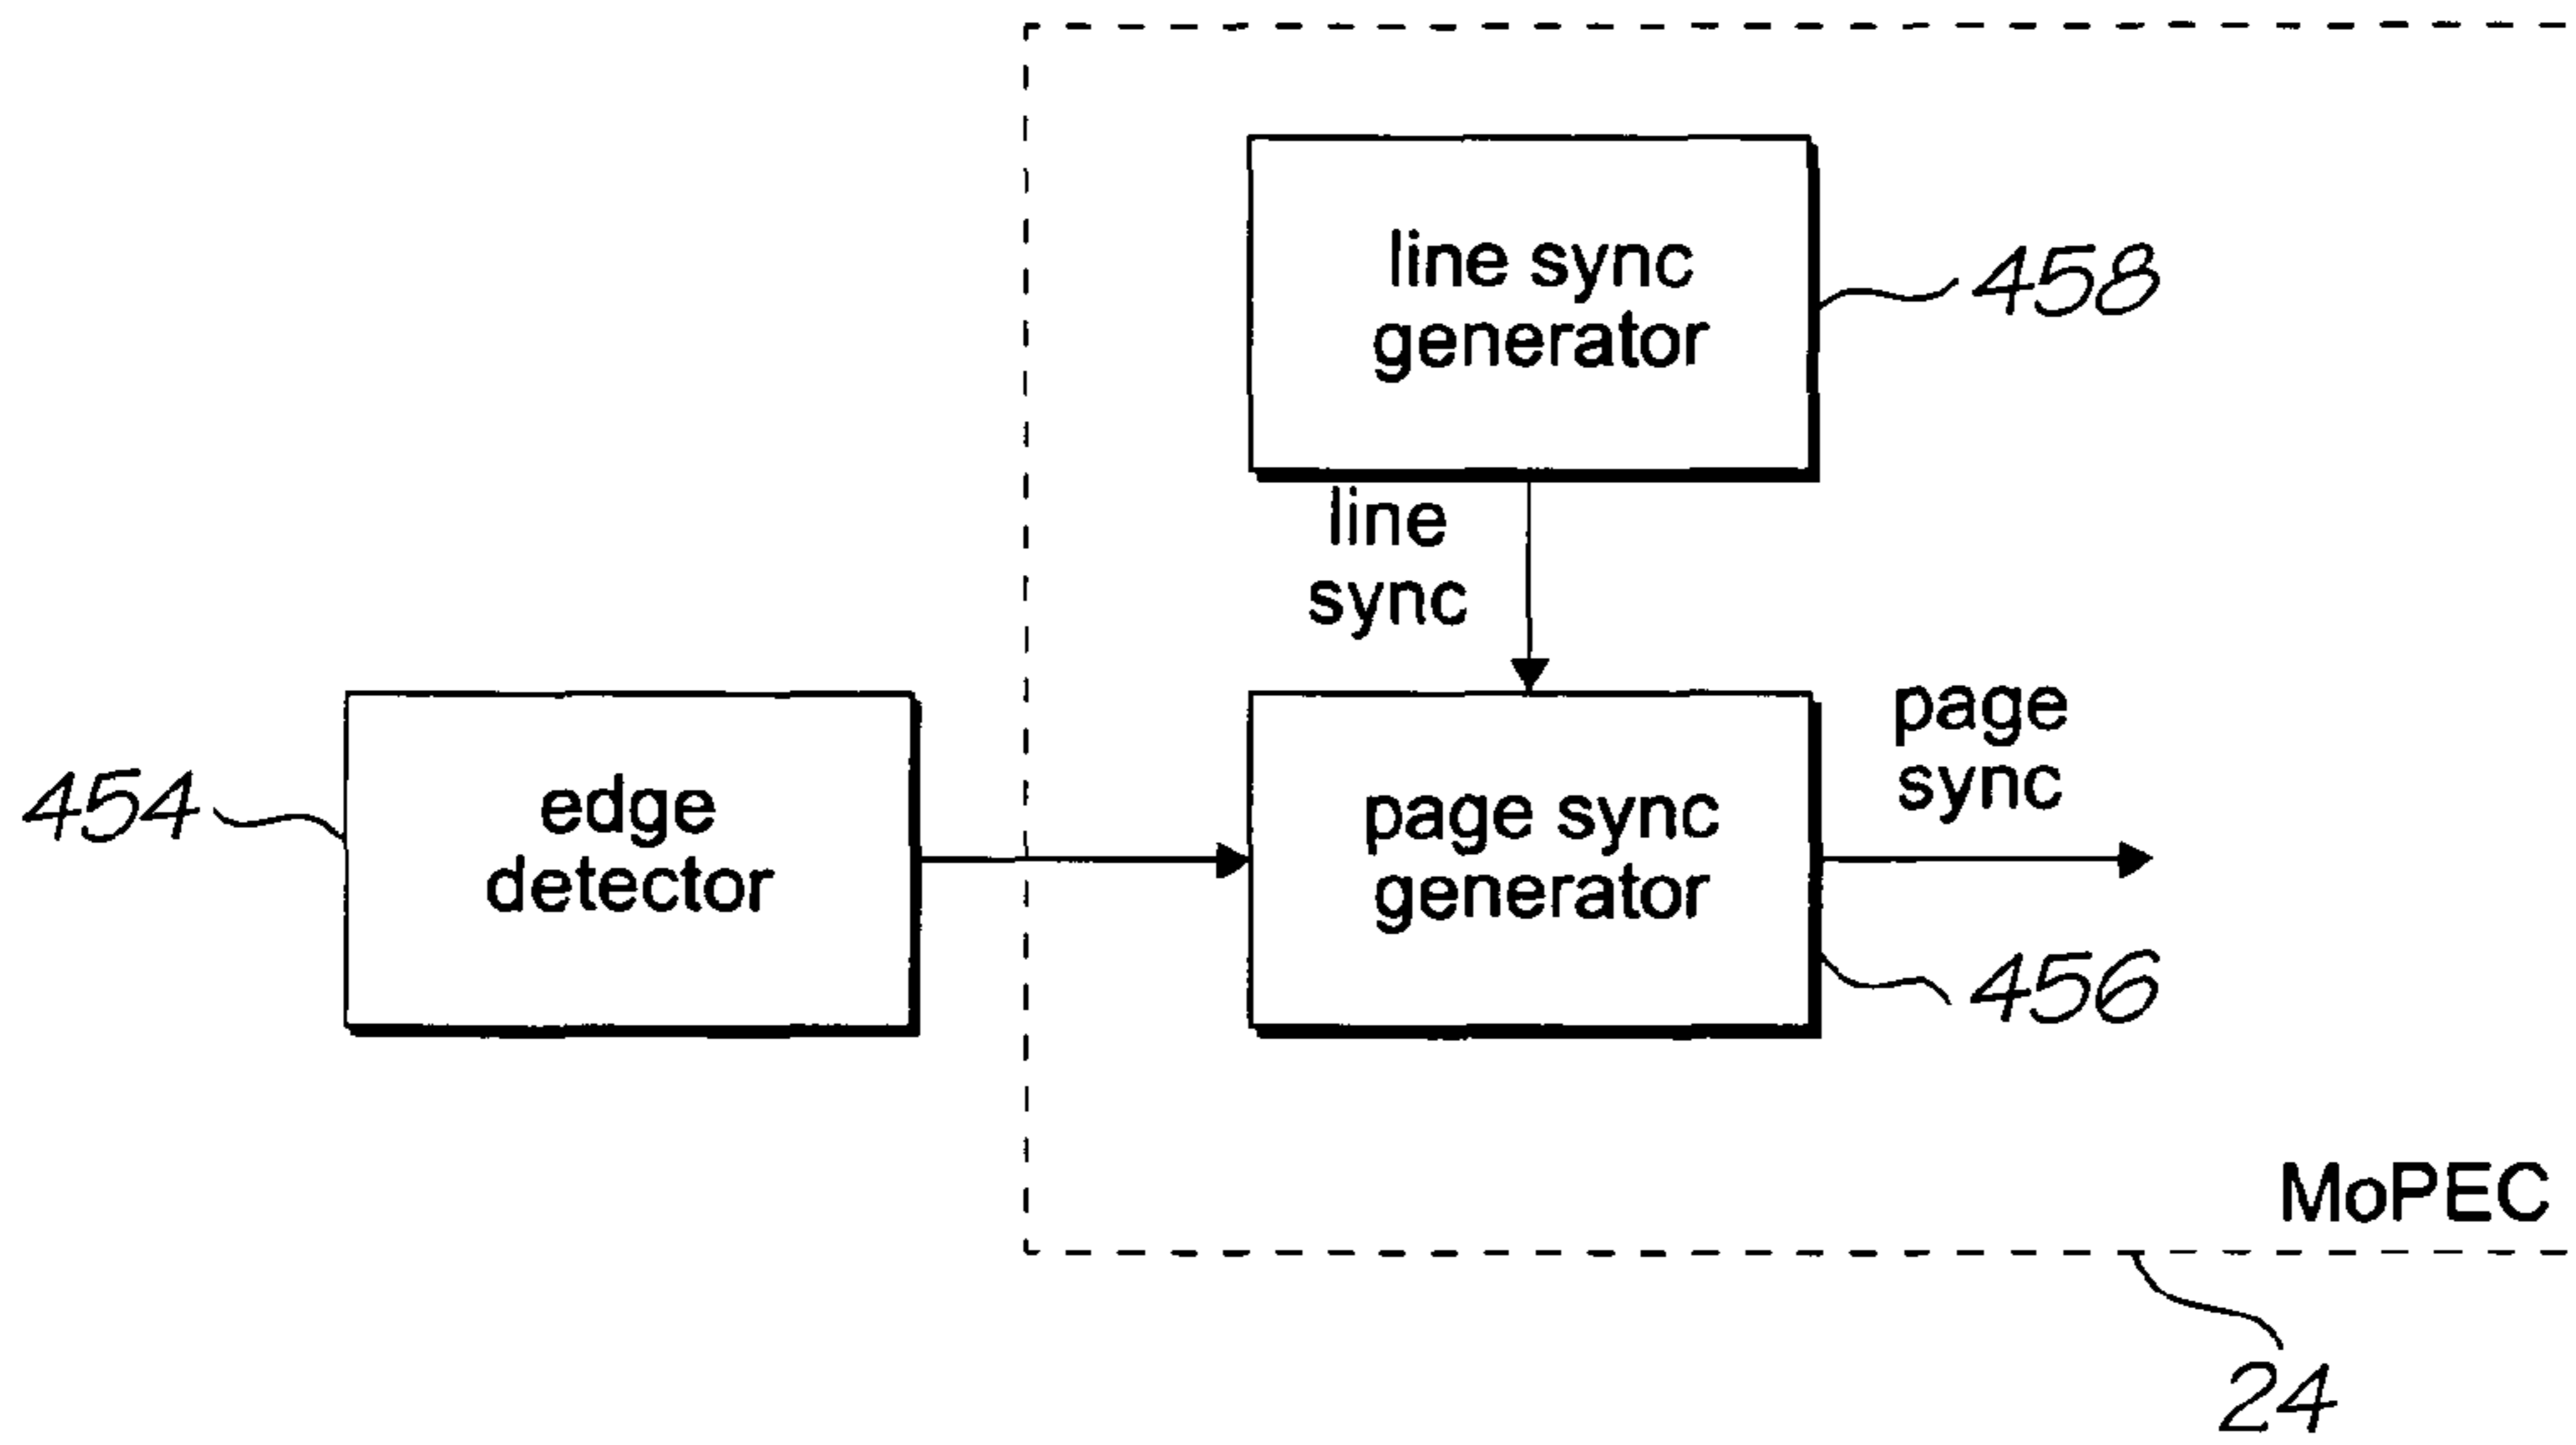 line sync
generator
458
line
sync
454
edge
detector
page sync
generator
page
sync
456
MoPEC
24